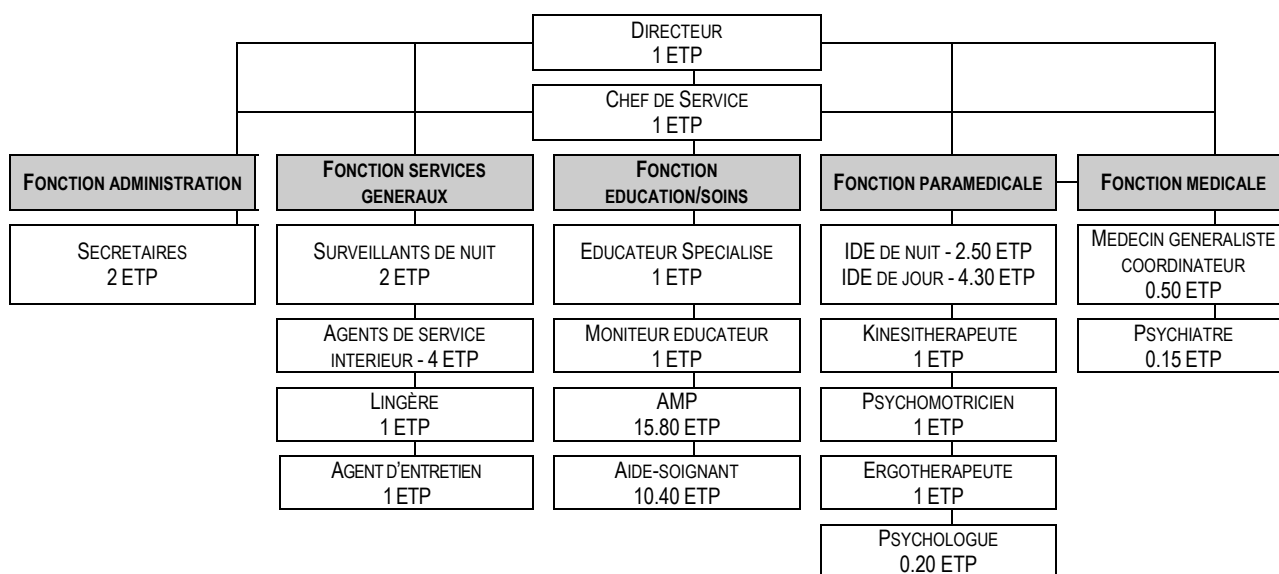 DIRECTEUR
1 ETP
CHEF DE SERVICE
1 ETP
FONCTION ADMINISTRATION
SECRETAIRES
2 ETP
FONCTION SERVICES
GENERAUX
SURVEILLANTS DE NUIT
2 ETP
AGENTS DE SERVICE
INTERIEUR - 4 ETP
LINGÈRE
1 ETP
AGENT D'ENTRETIEN
1 ETP
FONCTION
EDUCATION/SOINS
EDUCATEUR SPECIALISE
1 ETP
MONITEUR EDUCATEUR
1 ETP
AMP
15.80 ETP
AIDE-SOIGNANT
10.40 ETP
FONCTION PARAMEDICALE
IDE DE NUIT - 2.50 ETP
IDE DE JOUR - 4.30 ETP
KINESITHERAPEUTE
1 ETP
PSYCHOMOTRICIEN
1 ETP
ERGOTHERAPEUTE
1 ETP
PSYCHOLOGUE
0.20 ETP
FONCTION MEDICALE
MEDECIN GENERALISTE
COORDINATEUR
0.50 ETP
PSYCHIATRE
0.15 ETP